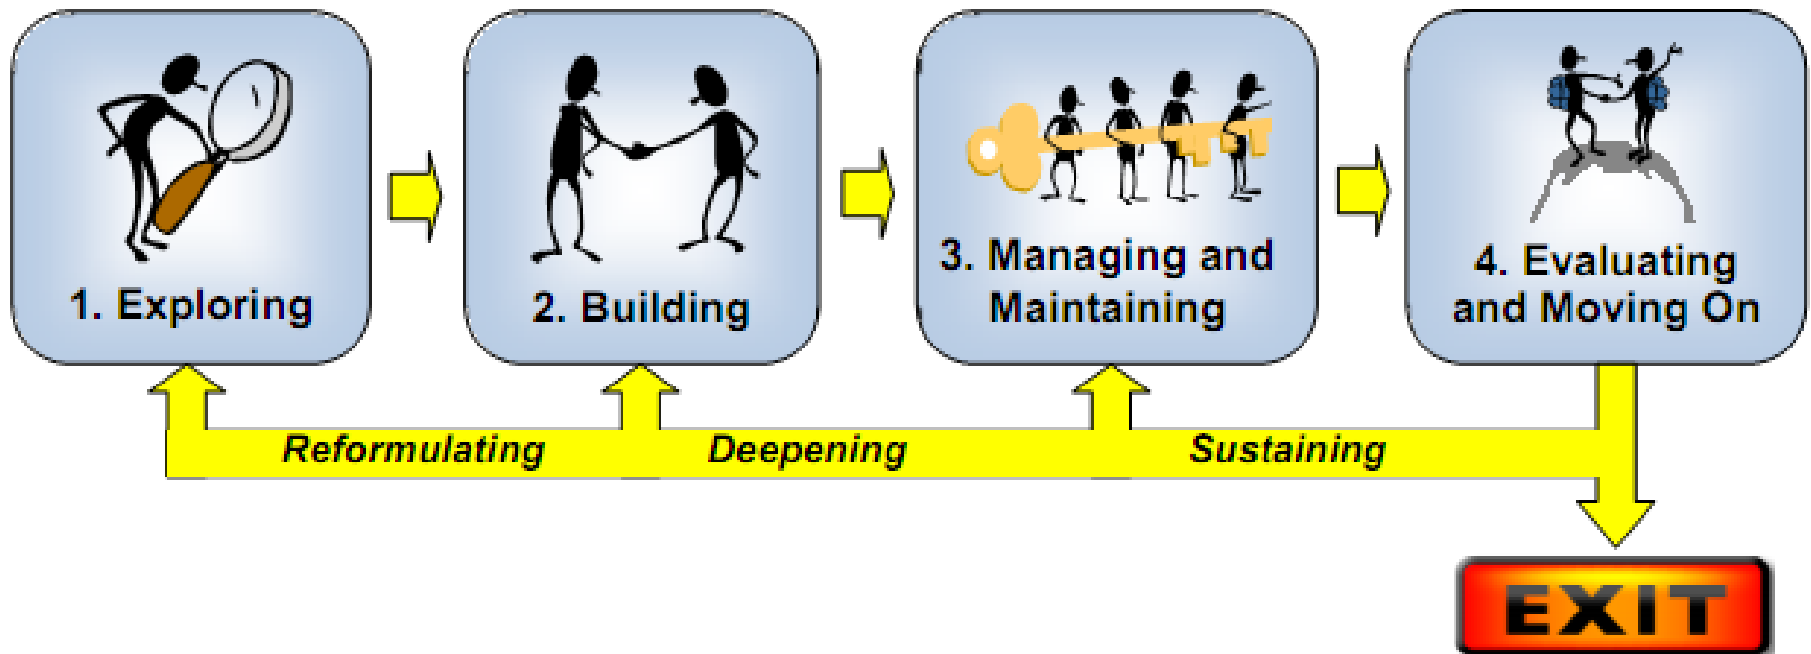 1. Exploring
2. Building
3. Managing and
Maintaining
4. Evaluating
and Moving On
Reformulating
Deepening
Sustaining
EXIT